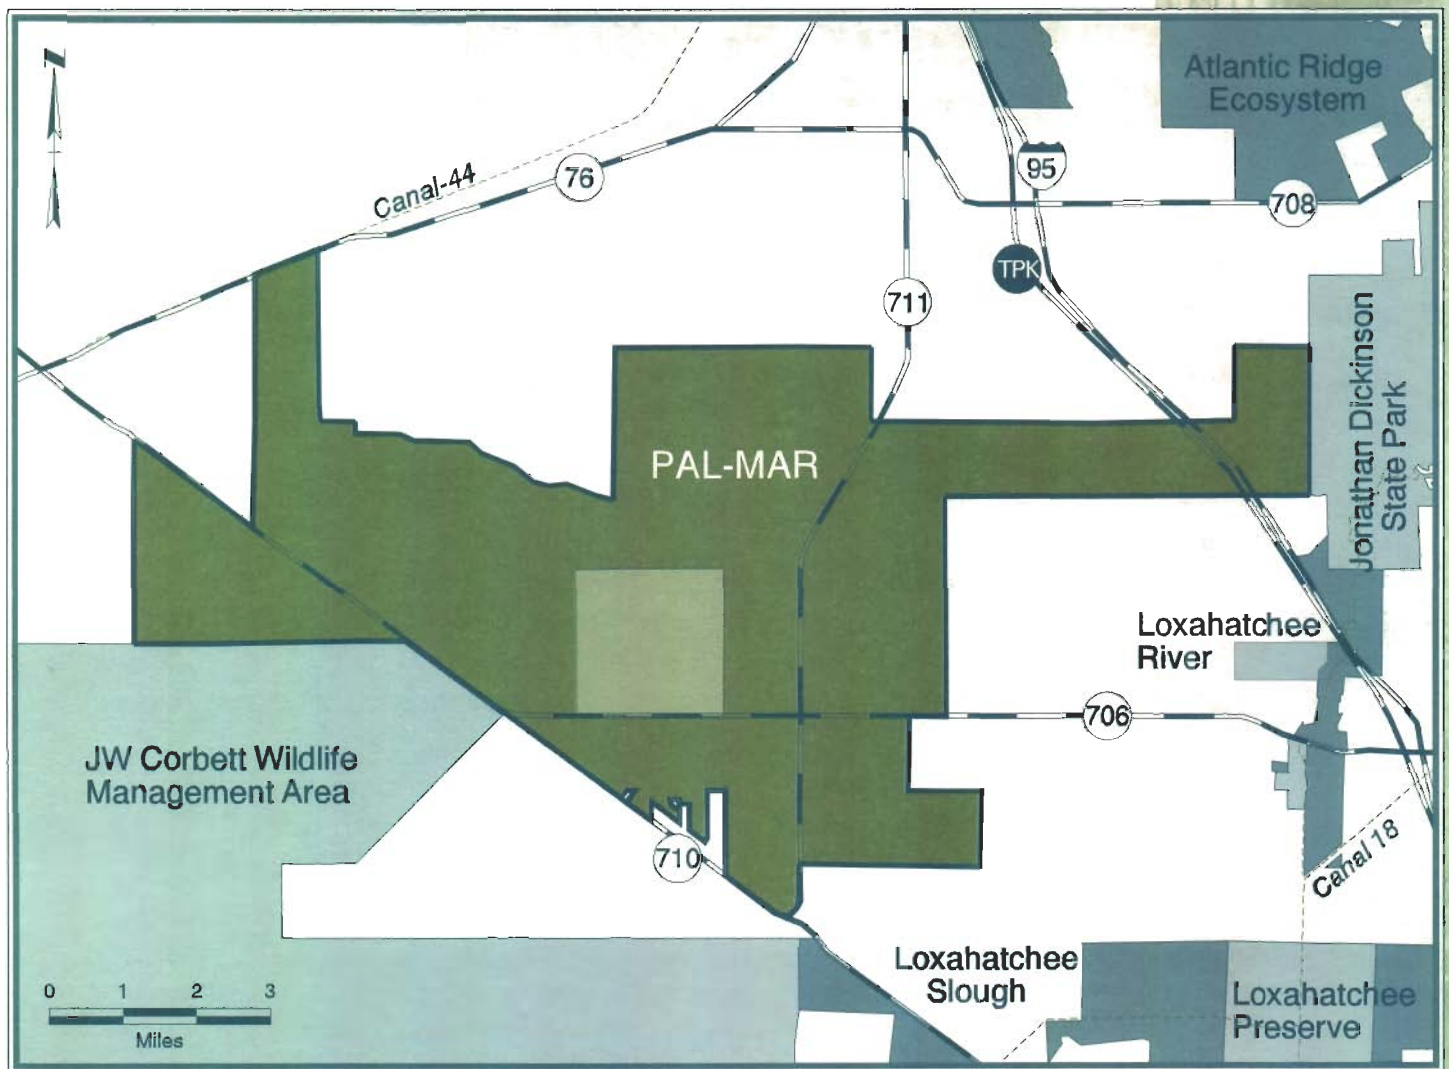 N
Atlantic Ridge
Ecosystem
Canal-44
76
95
708
TPK
711
Jonathan Dickinson
State Park
PAL-MAR
Loxahatchee
River
706
JW Corbett Wildlife
Management Area
710
Canal 18
Loxahatchee
Slough
Loxahatchee
Preserve
0 1 2 3
Miles